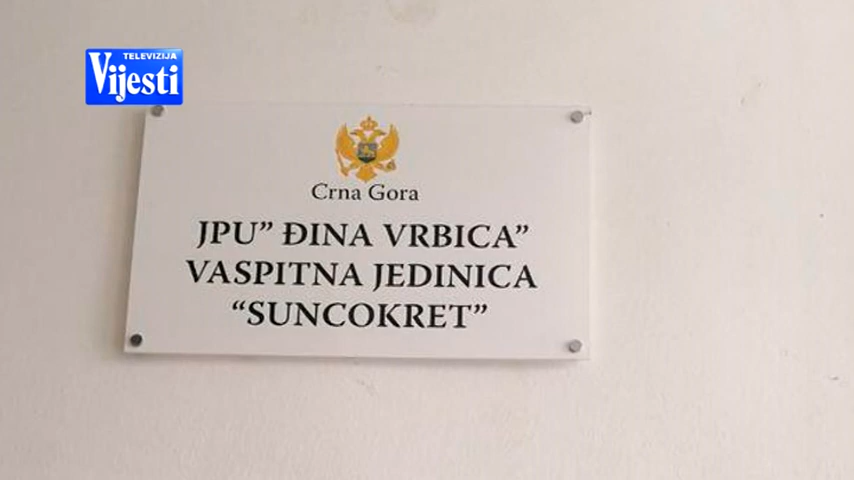 TELEVIZIJA
Vijesti
Crna Gora
JPU” ĐINA VRBICA”
VASPITNA JEDINICA
“SUNCOKRET”